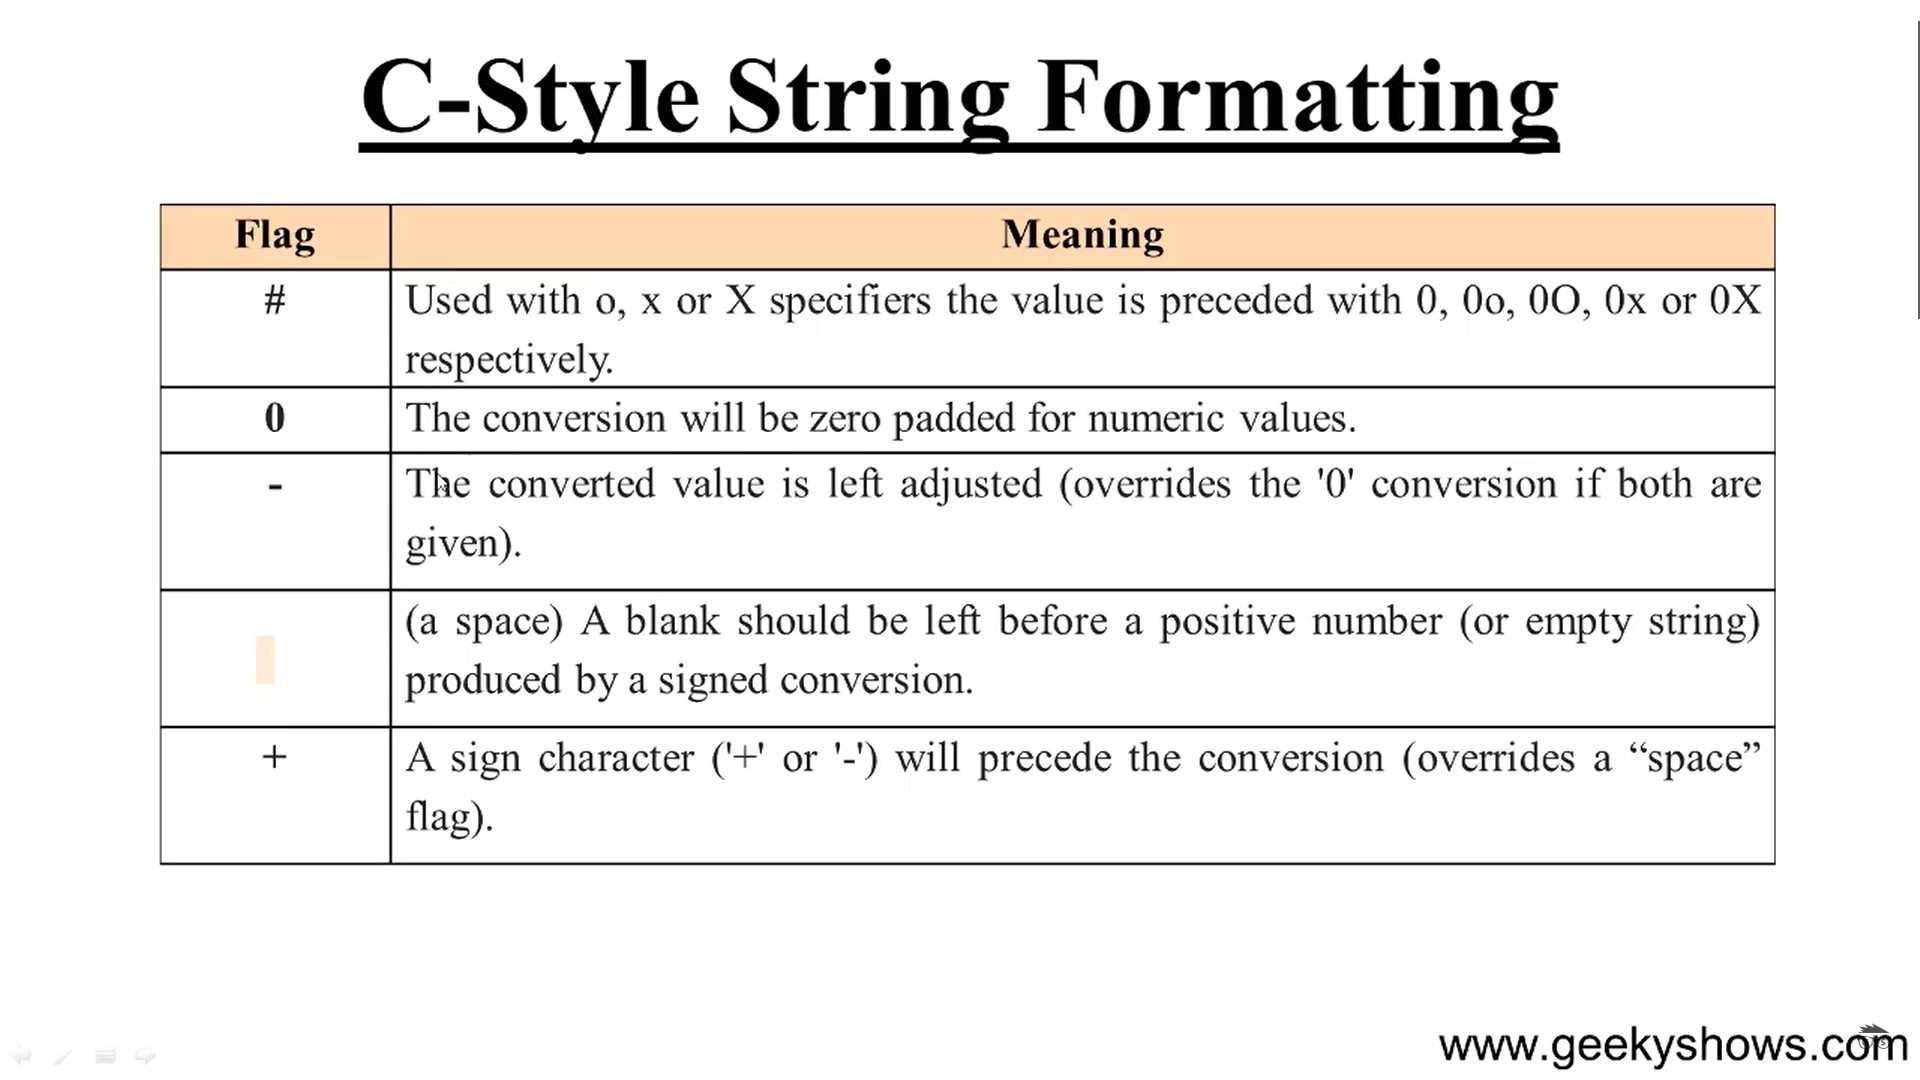 C-Style String Formatting
Flag Meaning
# Used with o, x or X specifiers the value is preceded with 0, 0o, 0O, 0x or 0X
respectively.
0 The conversion will be zero padded for numeric values.
- The converted value is left adjusted (overrides the '0' conversion if both are
given).
(a space) A blank should be left before a positive number (or empty string)
produced by a signed conversion.
+ A sign character ('+' or '-') will precede the conversion (overrides a “space”
flag).
www.geekyshows.com